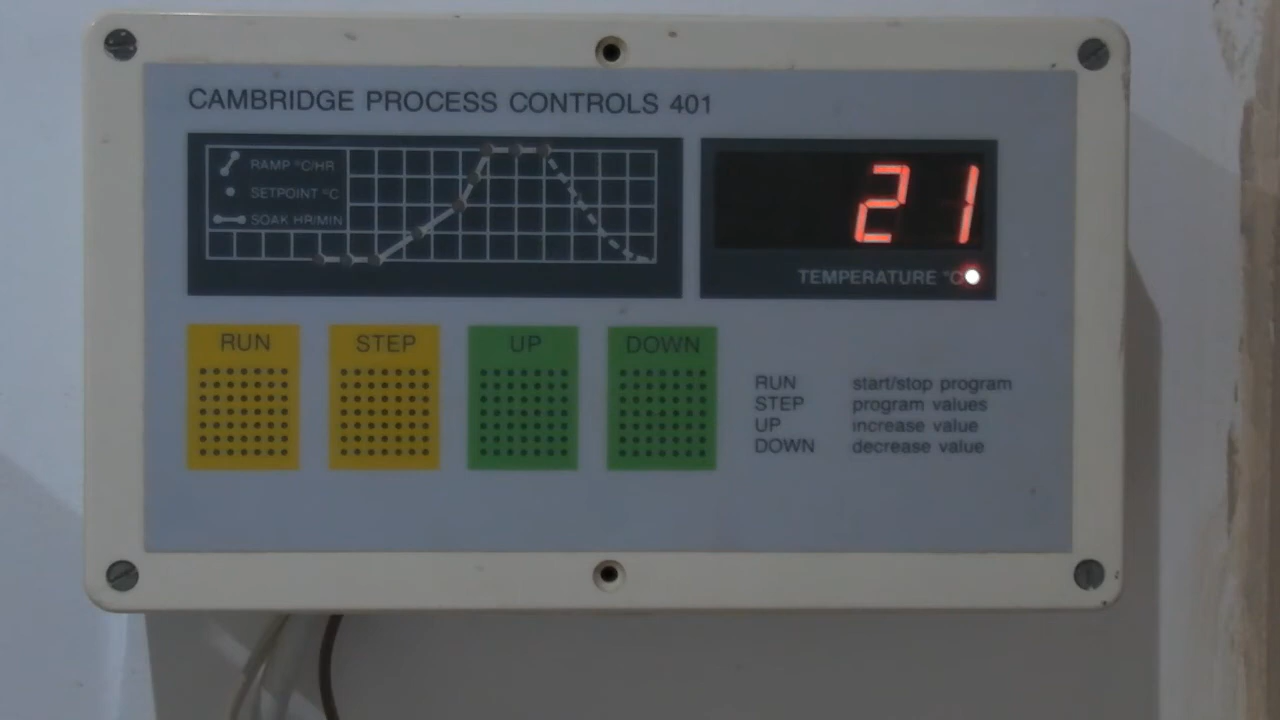 CAMBRIDGE PROCESS CONTROLS 401
RAMP °C/HR
SETPOINT °C
SOAK HR/MIN
21
TEMPERATURE °C
RUN STEP UP DOWN
RUN start/stop program
STEP program values
UP increase value
DOWN decrease value